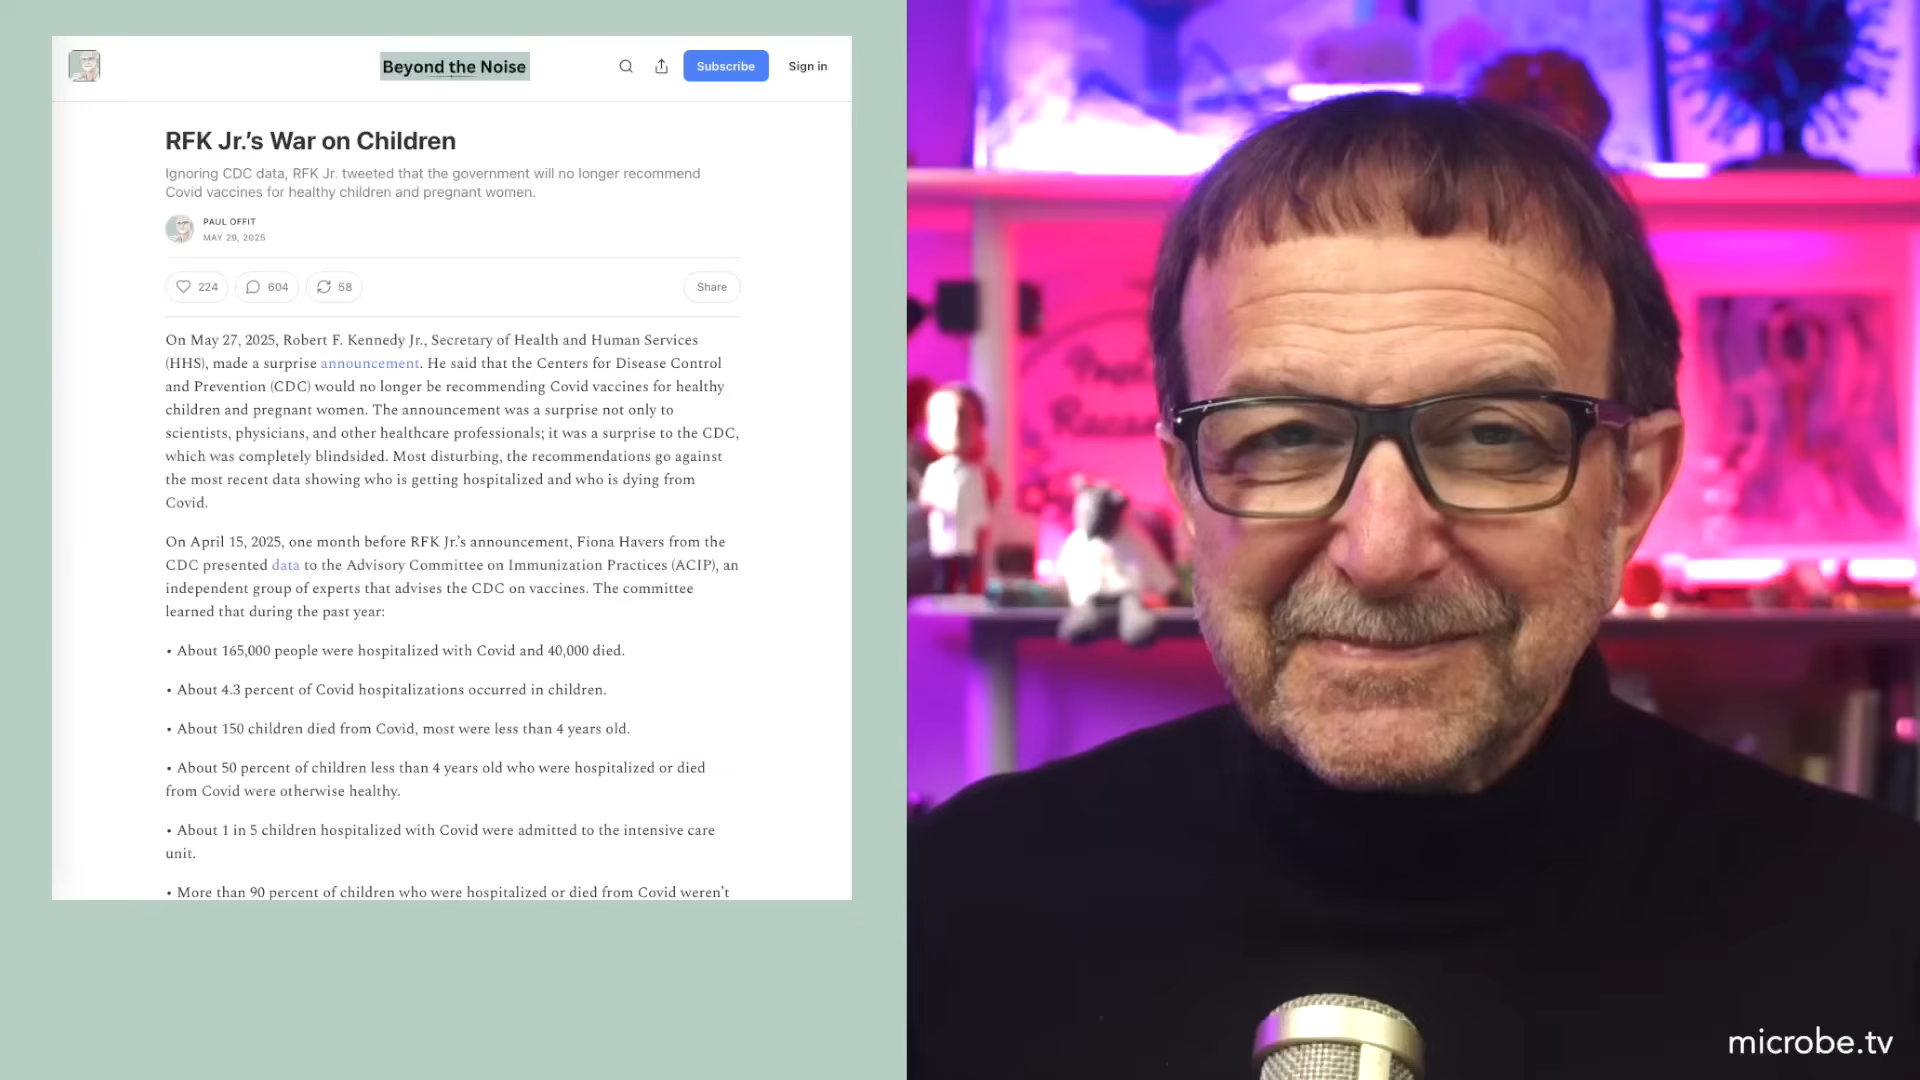 Beyond the Noise
Subscribe
Sign in
RFK Jr.’s War on Children
Ignoring CDC data, RFK Jr. tweeted that the government will no longer recommend
Covid vaccines for healthy children and pregnant women.
PAUL OFFIT
MAY 29, 2025
224
604
58
Share
On May 27, 2025, Robert F. Kennedy Jr., Secretary of Health and Human Services
(HHS), made a surprise announcement. He said that the Centers for Disease Control
and Prevention (CDC) would no longer be recommending Covid vaccines for healthy
children and pregnant women. The announcement was a surprise not only to
scientists, physicians, and other healthcare professionals; it was a surprise to the CDC,
which was completely blindsided. Most disturbing, the recommendations go against
the most recent data showing who is getting hospitalized and who is dying from
Covid.
On April 15, 2025, one month before RFK Jr.’s announcement, Fiona Havers from the
CDC presented data to the Advisory Committee on Immunization Practices (ACIP), an
independent group of experts that advises the CDC on vaccines. The committee
learned that during the past year:
• About 165,000 people were hospitalized with Covid and 40,000 died.
• About 4.3 percent of Covid hospitalizations occurred in children.
• About 150 children died from Covid, most were less than 4 years old.
• About 50 percent of children less than 4 years old who were hospitalized or died
from Covid were otherwise healthy.
• About 1 in 5 children hospitalized with Covid were admitted to the intensive care
unit.
• More than 90 percent of children who were hospitalized or died from Covid weren’t
microbe.tv